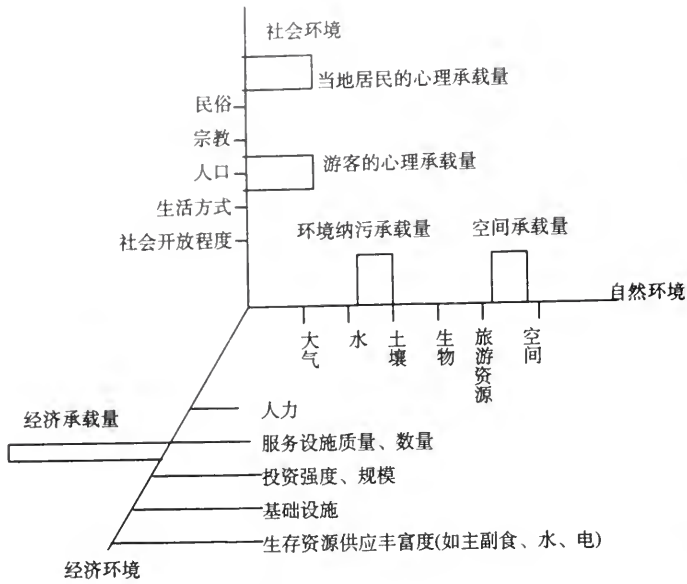 社会环境
当地居民的心理承载量
民俗
宗教
人口
游客的心理承载量
生活方式
社会开放程度
环境纳污承载量
空间承载量
自然环境
大气
水
土壤
生物
旅游资源
空间
人力
经济承载量
服务设施质量、数量
投资强度、规模
基础设施
生存资源供应丰富度(如主副食、水、电)
经济环境